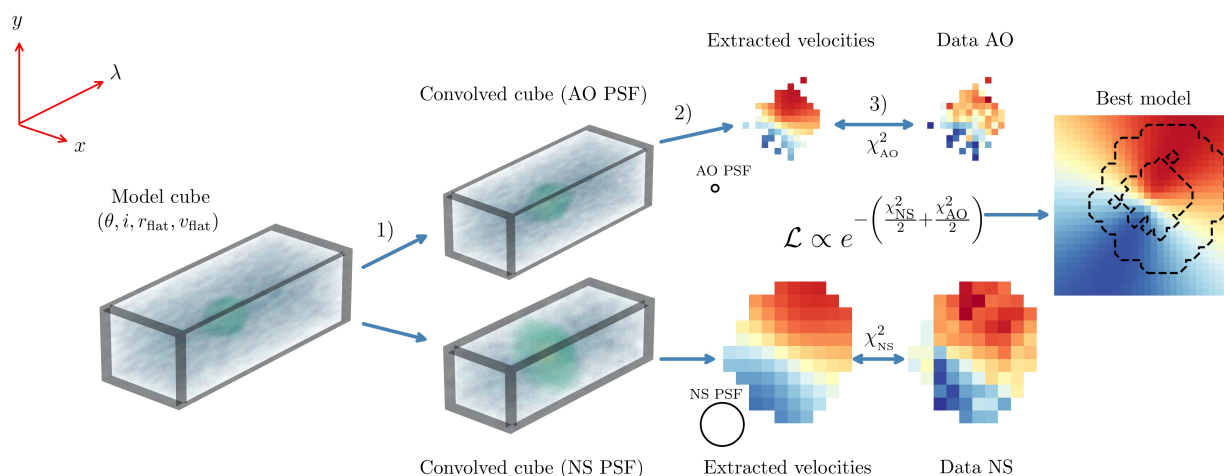 y
λ
x
Model cube
(θ, i, r_flat, v_flat)
1)
Convolved cube (AO PSF)
2)
Extracted velocities
Data AO
3)
χ²_AO
AO PSF
Best model
ℒ ∝ e^−(χ²_NS/2 + χ²_AO/2)
χ²_NS
NS PSF
Convolved cube (NS PSF)
Extracted velocities
Data NS